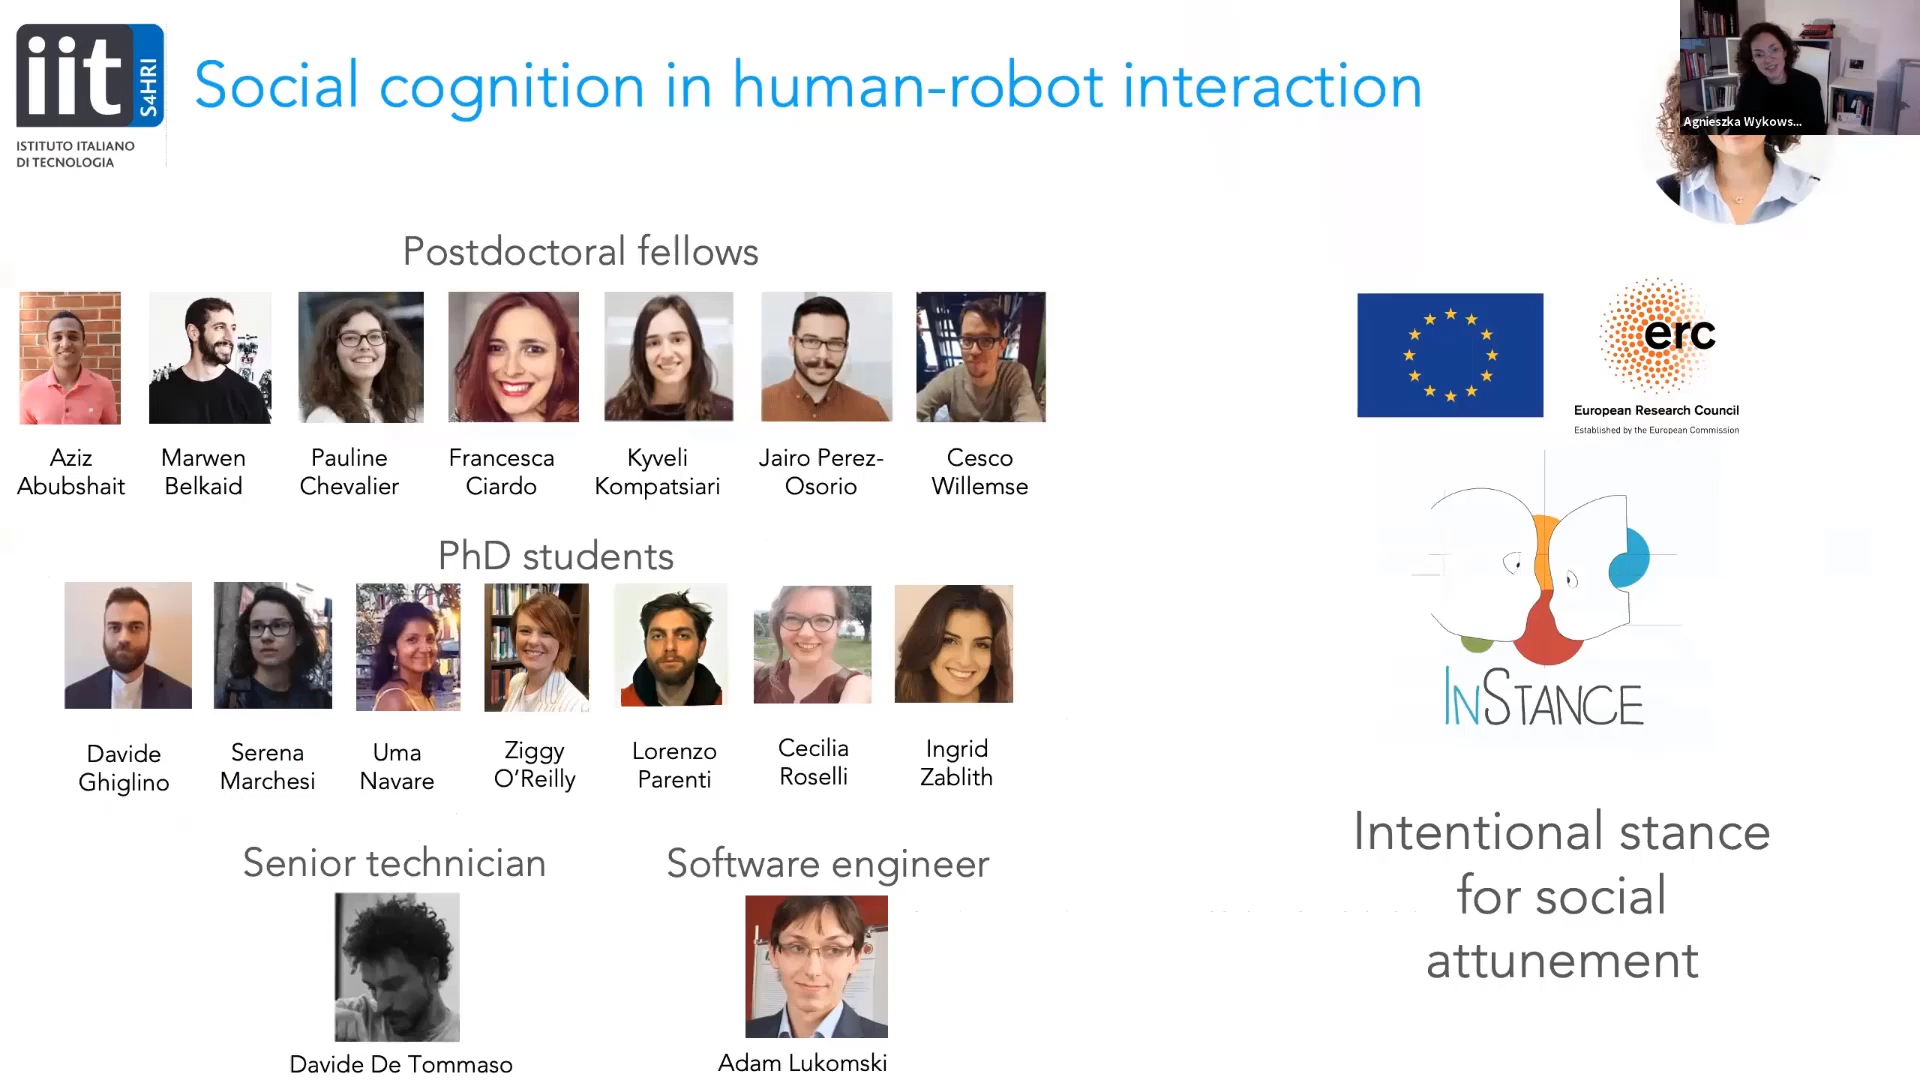 iit
S4HRI
ISTITUTO ITALIANO
DI TECNOLOGIA
Social cognition in human-robot interaction
Agnieszka Wykows...
Postdoctoral fellows
Aziz
Abubshait
Marwen
Belkaid
Pauline
Chevalier
Francesca
Ciardo
Kyveli
Kompatsiari
Jairo Perez-
Osorio
Cesco
Willemse
PhD students
Davide
Ghiglino
Serena
Marchesi
Uma
Navare
Ziggy
O'Reilly
Lorenzo
Parenti
Cecilia
Roselli
Ingrid
Zablith
Senior technician
Davide De Tommaso
Software engineer
Adam Lukomski
erc
European Research Council
Established by the European Commission
INSTANCE
Intentional stance
for social
attunement